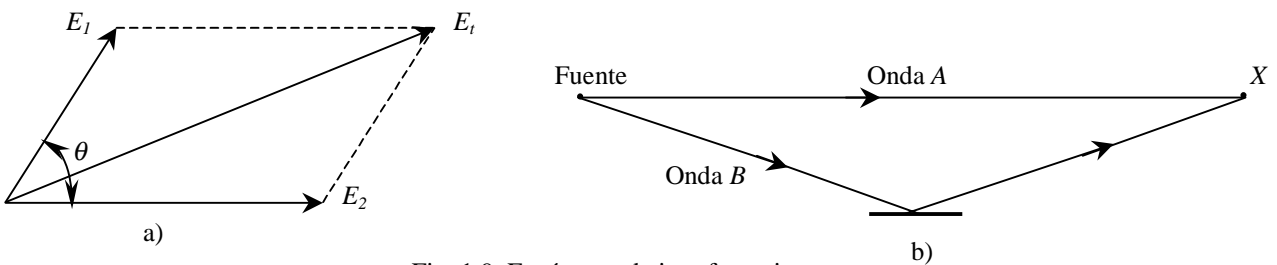 E₁
Eₜ
θ
E₂
a)
Fuente
Onda A
X
Onda B
b)